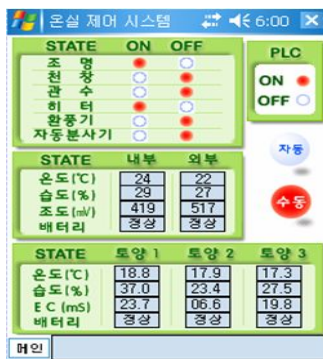 온실 제어 시스템 6:00
STATE ON OFF
조 명
천 창
관 수
히 터
환풍기
자동분사기
PLC
ON
OFF
자동
수동
STATE 내부 외부
온도(℃) 24 22
습도(%) 29 27
조도(mV) 419 517
배터리 정상 정상
STATE 토양 1 토양 2 토양 3
온도(℃) 18.8 17.9 17.3
습도(%) 37.0 23.4 27.5
E C (mS) 23.7 06.6 19.8
배터리 정상 정상 정상
메인